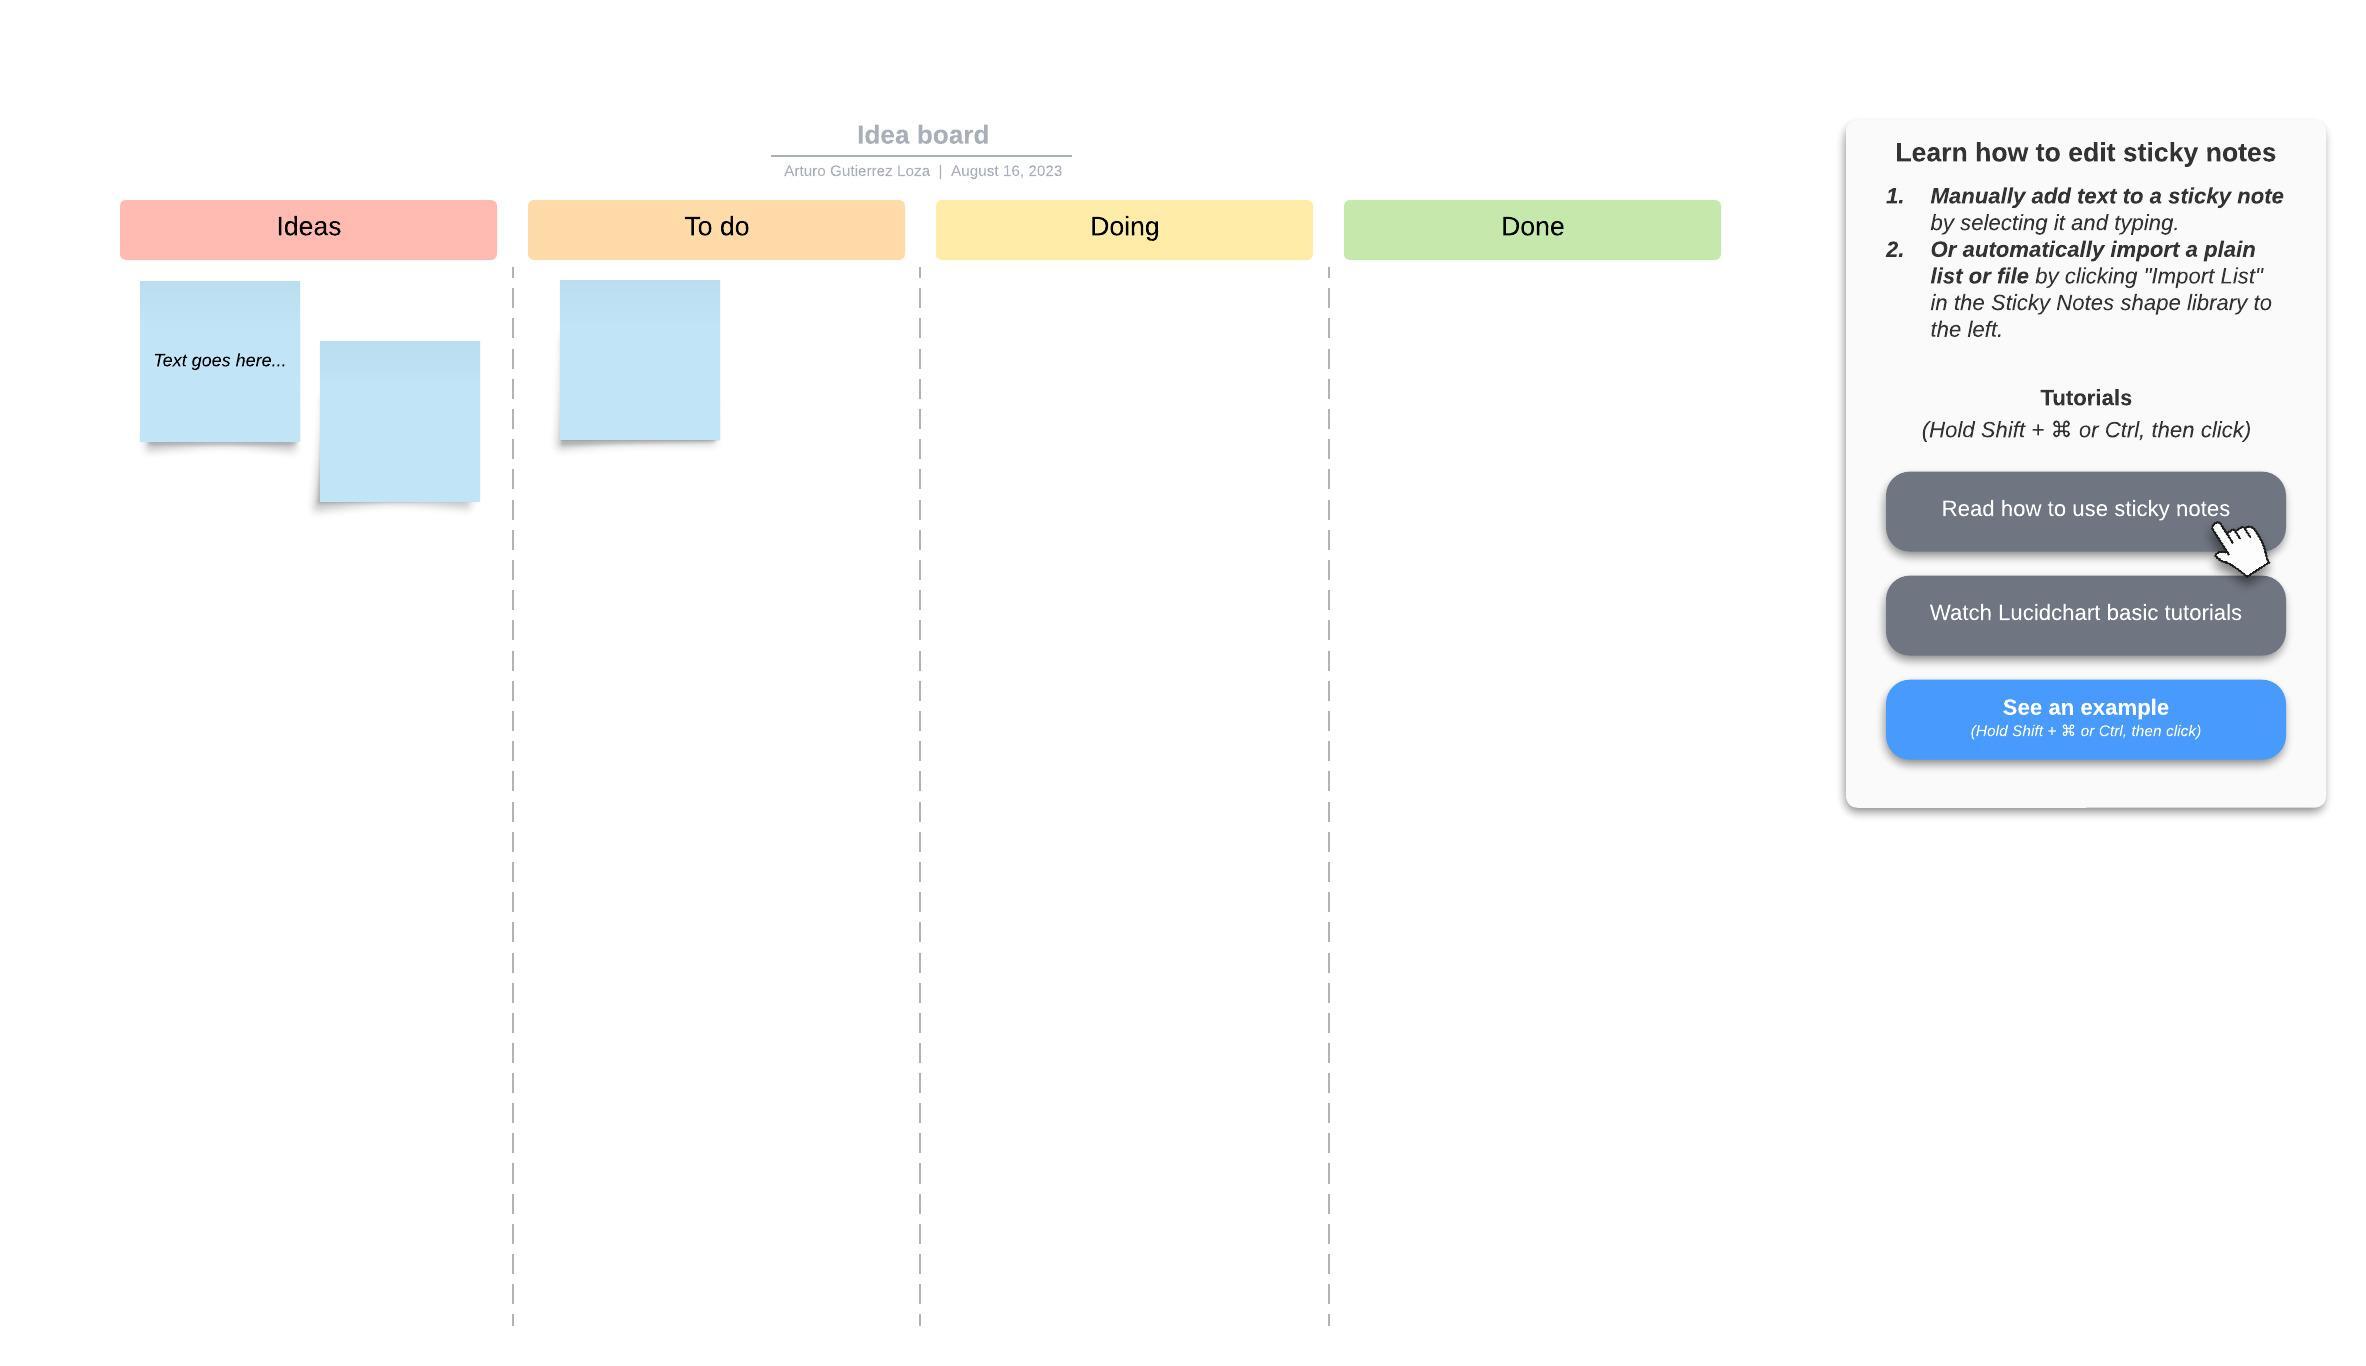 Idea board
Arturo Gutierrez Loza | August 16, 2023
Ideas
To do
Doing
Done
Text goes here...
Learn how to edit sticky notes
1. Manually add text to a sticky note
by selecting it and typing.
2. Or automatically import a plain
list or file by clicking "Import List"
in the Sticky Notes shape library to
the left.
Tutorials
(Hold Shift + ⌘ or Ctrl, then click)
Read how to use sticky notes
Watch Lucidchart basic tutorials
See an example
(Hold Shift + ⌘ or Ctrl, then click)